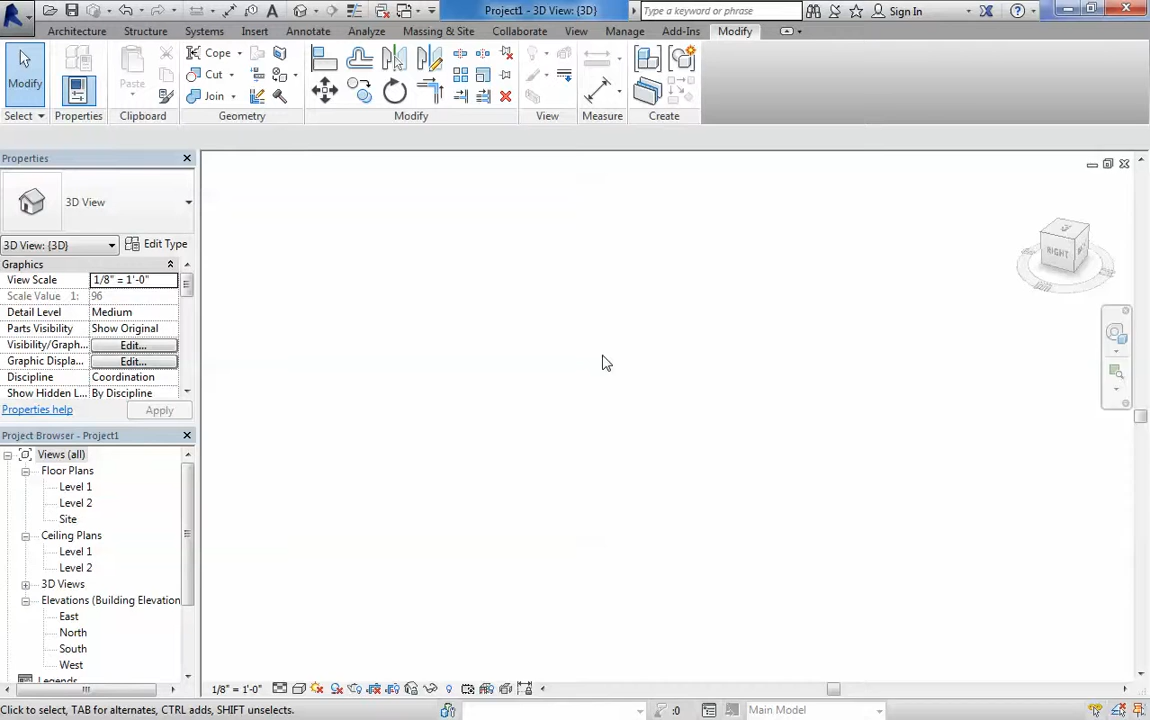 Project1 - 3D View: {3D}
Type a keyword or phrase
Sign In
Architecture Structure Systems Insert Annotate Analyze Massing & Site Collaborate View Manage Add-Ins Modify
Modify
Paste
Cope
Cut
Join
Select Properties Clipboard Geometry Modify View Measure Create
Properties
3D View
3D View: {3D} Edit Type
Graphics
View Scale 1/8" = 1'-0"
Scale Value 1: 96
Detail Level Medium
Parts Visibility Show Original
Visibility/Graph... Edit...
Graphic Displa... Edit...
Discipline Coordination
Show Hidden L... By Discipline
Properties help Apply
Project Browser - Project1
Views (all)
Floor Plans
Level 1
Level 2
Site
Ceiling Plans
Level 1
Level 2
3D Views
Elevations (Building Elevation
East
North
South
West
RIGHT
1/8" = 1'-0"
Click to select, TAB for alternates, CTRL adds, SHIFT unselects.
:0
Main Model